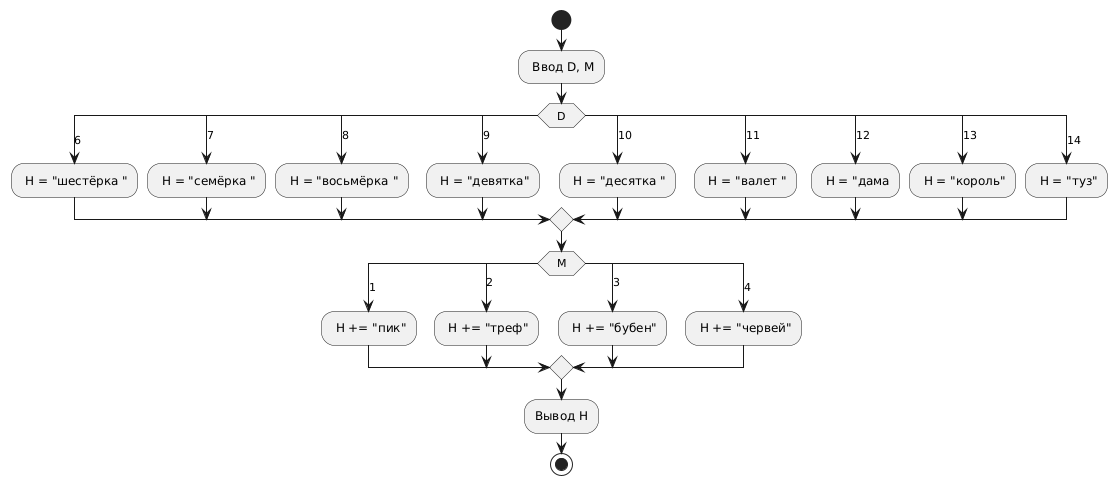 Ввод D, M
D
6
7
8
9
10
11
12
13
14
H = "шестёрка "
H = "семёрка "
H = "восьмёрка "
H = "девятка"
H = "десятка "
H = "валет "
H = "дама
H = "король"
H = "туз"
M
1
2
3
4
H += "пик"
H += "треф"
H += "бубен"
H += "червей"
Вывод H